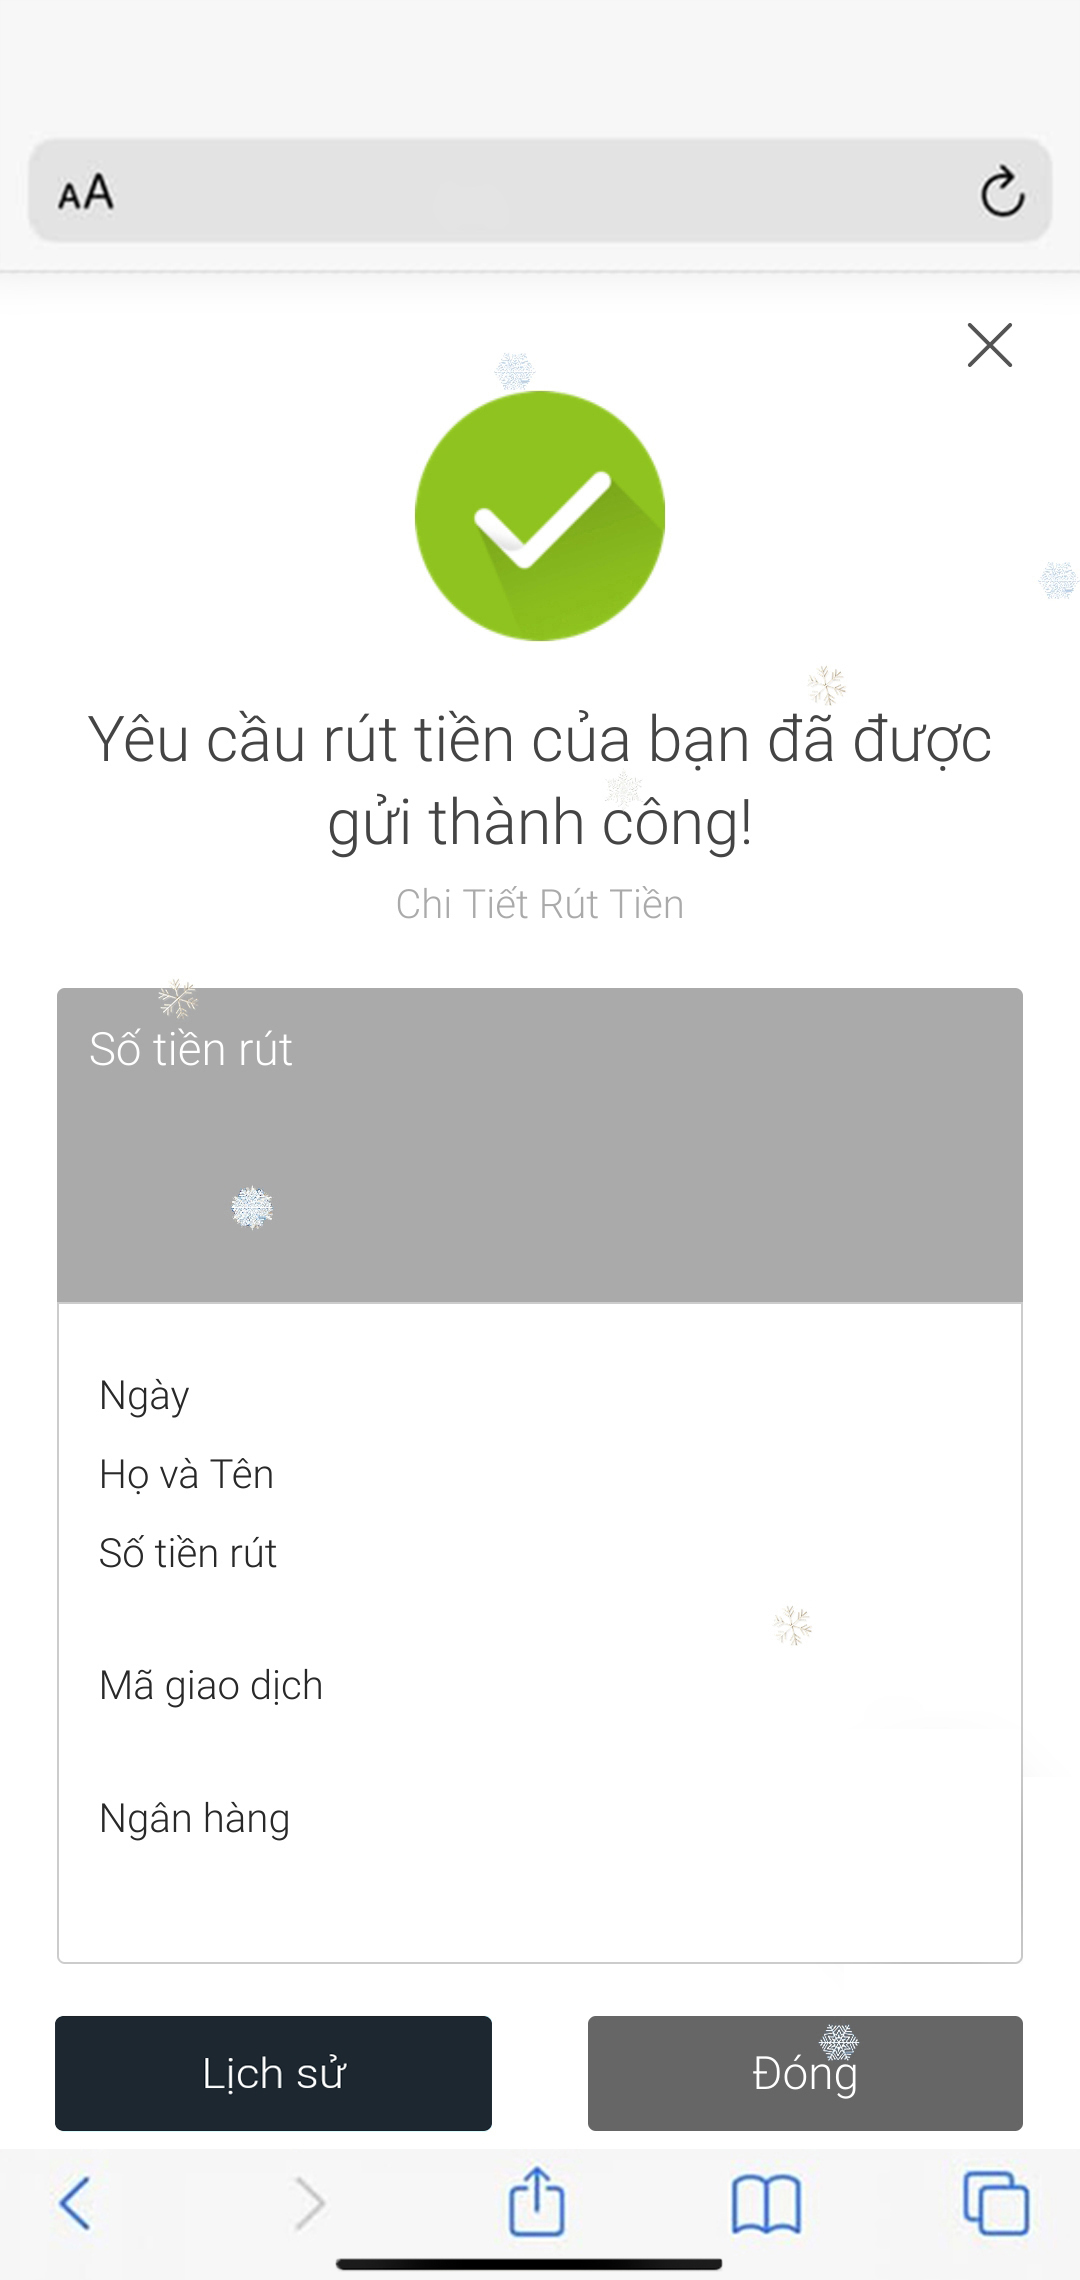 AA
Yêu cầu rút tiền của bạn đã được
gửi thành công!
Chi Tiết Rút Tiền
Số tiền rút
Ngày
Họ và Tên
Số tiền rút
Mã giao dịch
Ngân hàng
Lịch sử
Đóng